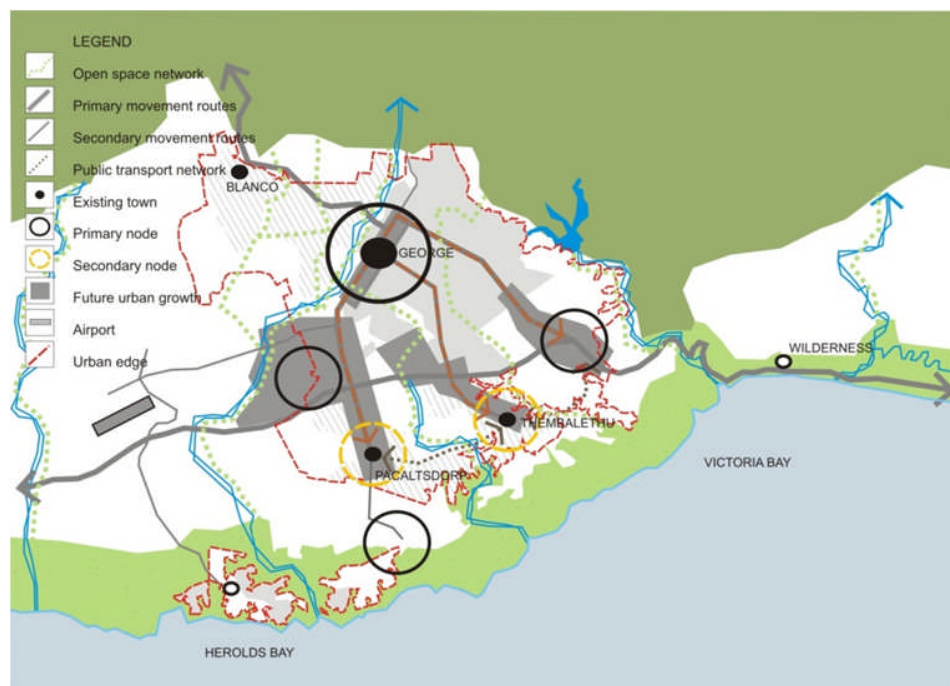 LEGEND
Open space network
Primary movement routes
Secondary movement routes
Public transport network
Existing town
Primary node
Secondary node
Future urban growth
Airport
Urban edge
BLANCO
GEORGE
WILDERNESS
THEMBALETHU
VICTORIA BAY
PACALTSDORP
HEROLDS BAY